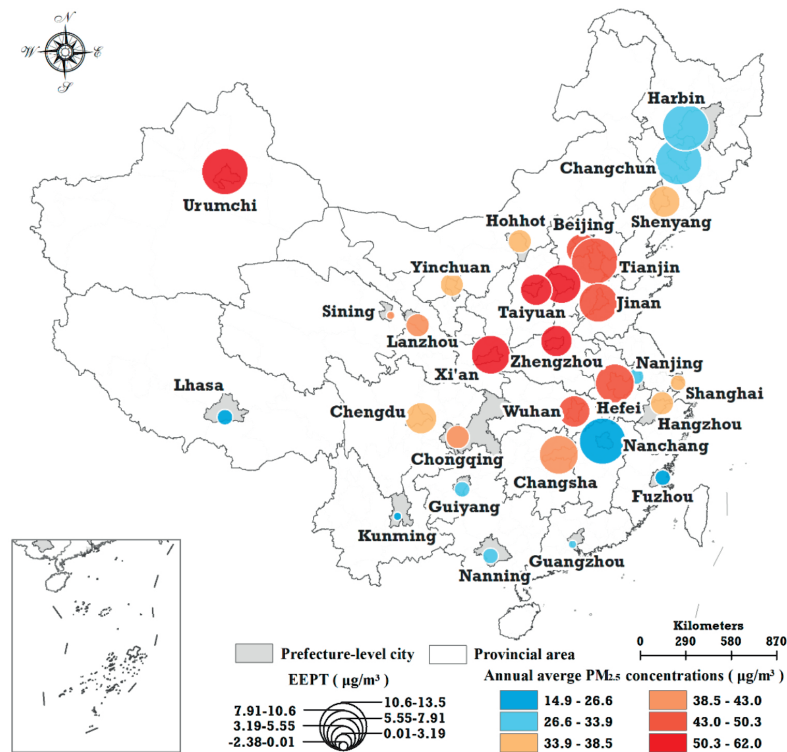 N
W E
S
Harbin
Changchun
Urumchi
Shenyang
Hohhot
Beijing
Yinchuan
Tianjin
Sining
Taiyuan
Jinan
Lanzhou
Zhengzhou
Xi'an
Nanjing
Lhasa
Shanghai
Chengdu
Wuhan
Hefei
Hangzhou
Chongqing
Nanchang
Changsha
Fuzhou
Guiyang
Kunming
Guangzhou
Nanning
Kilometers
0 290 580 870
Prefecture-level city
Provincial area
EEPT ( μg/m³ )
10.6-13.5
7.91-10.6
5.55-7.91
3.19-5.55
0.01-3.19
-2.38-0.01
Annual averge PM2.5 concentrations ( μg/m³ )
14.9 - 26.6
38.5 - 43.0
26.6 - 33.9
43.0 - 50.3
33.9 - 38.5
50.3 - 62.0